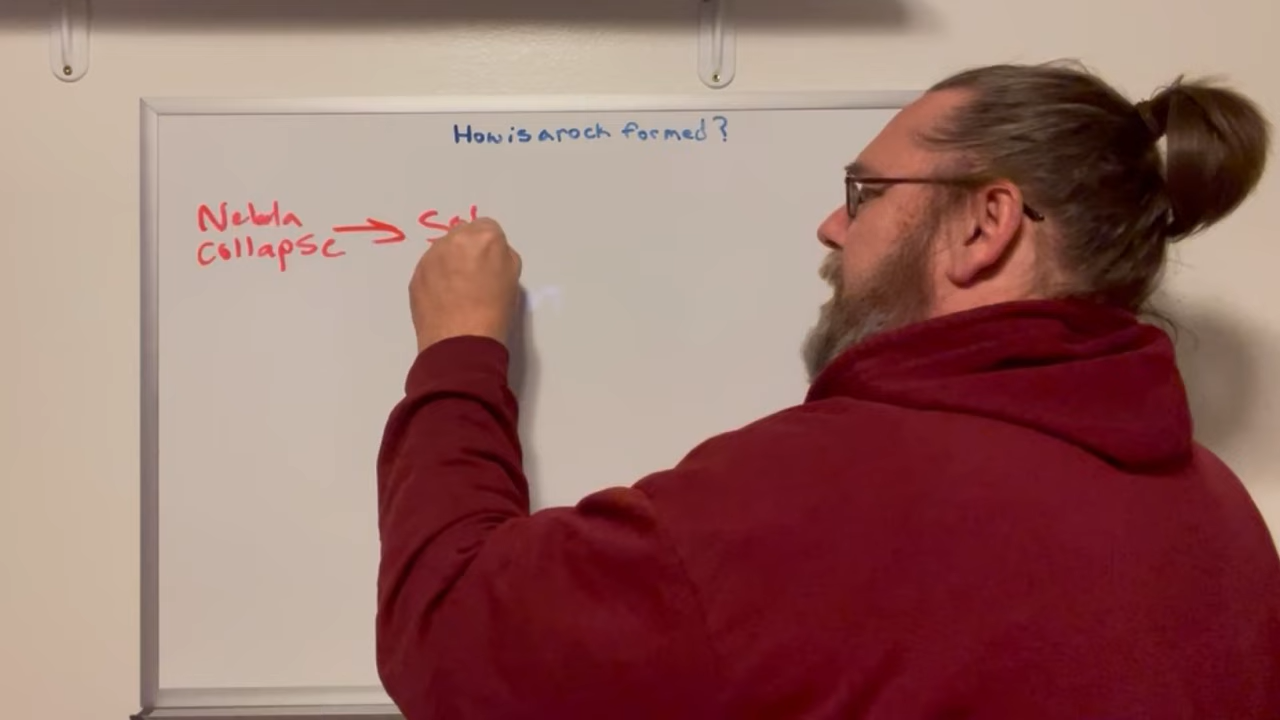 How is a rock formed?
Nebula
collapse →